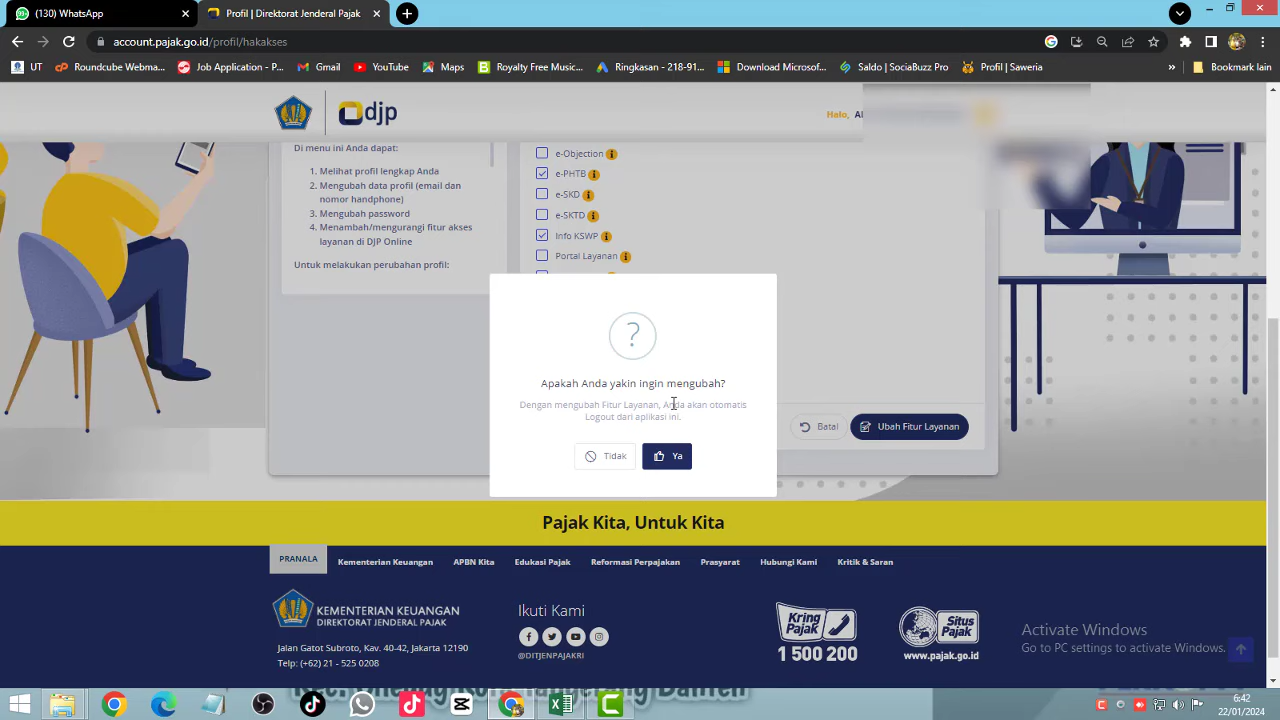 (130) WhatsApp
Profil | Direktorat Jenderal Pajak
account.pajak.go.id/profil/hakakses
UT
Roundcube Webma...
Job Application - P...
Gmail
YouTube
Maps
Royalty Free Music...
Ringkasan - 218-91...
Download Microsof...
Saldo | SociaBuzz Pro
Profil | Saweria
»
Bookmark lain
djp
Halo,
Di menu ini Anda dapat:
1. Melihat profil lengkap Anda
2. Mengubah data profil (email dan
nomor handphone)
3. Mengubah password
4. Menambah/mengurangi fitur akses
layanan di DJP Online
Untuk melakukan perubahan profil:
e-Objection
e-PHTB
e-SKD
e-SKTD
Info KSWP
Portal Layanan
?
Apakah Anda yakin ingin mengubah?
Dengan mengubah Fitur Layanan, Anda akan otomatis
Logout dari aplikasi ini.
Tidak
Ya
Batal
Ubah Fitur Layanan
Pajak Kita, Untuk Kita
PRANALA
Kementerian Keuangan
APBN Kita
Edukasi Pajak
Reformasi Perpajakan
Prasyarat
Hubungi Kami
Kritik & Saran
KEMENTERIAN KEUANGAN
DIREKTORAT JENDERAL PAJAK
Jalan Gatot Subroto, Kav. 40-42, Jakarta 12190
Telp: (+62) 21 - 525 0208
Ikuti Kami
@DITJENPAJAKRI
Kring
Pajak
1 500 200
Situs
Pajak
www.pajak.go.id
Activate Windows
Go to PC settings to activate Windows.
6:42
22/01/2024